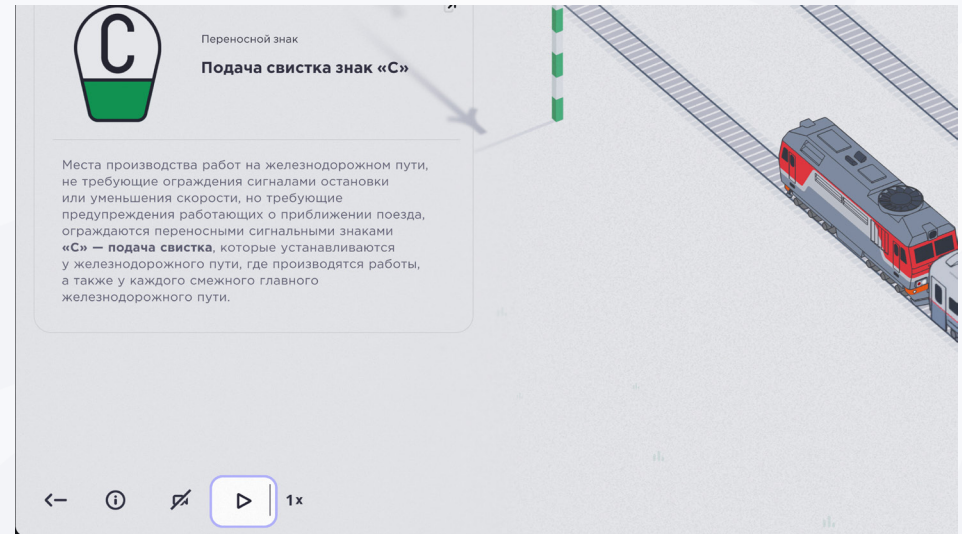 С
Переносной знак
Подача свистка знак «С»
Места производства работ на железнодорожном пути,
не требующие ограждения сигналами остановки
или уменьшения скорости, но требующие
предупреждения работающих о приближении поезда,
ограждаются переносными сигнальными знаками
«С» — подача свистка, которые устанавливаются
у железнодорожного пути, где производятся работы,
а также у каждого смежного главного
железнодорожного пути.
1x